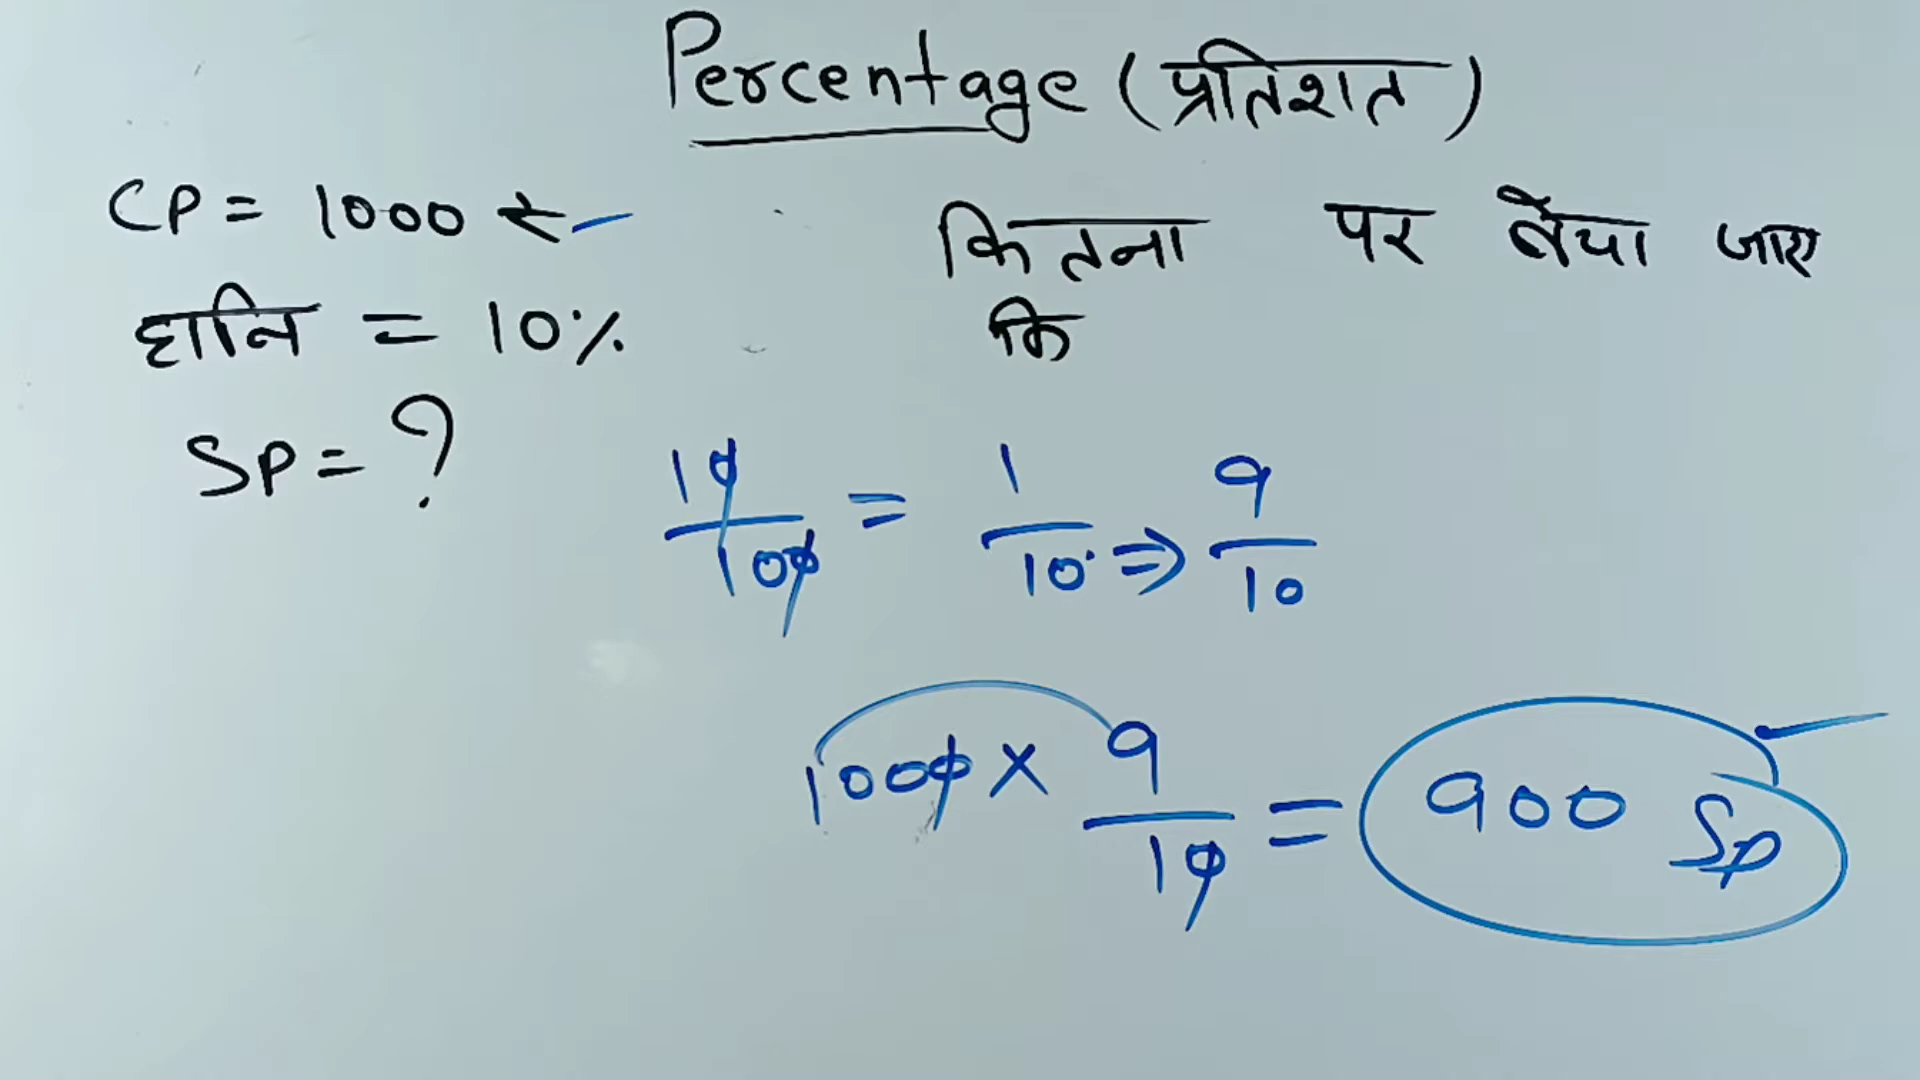 Percentage (प्रतिशत)
CP = 1000 ₹
हानि = 10%
SP = ?
कितना पर बेचा जाए
कि
10/100 = 1/10 ⇒ 9/10
1000 × 9/10 = 900 SP